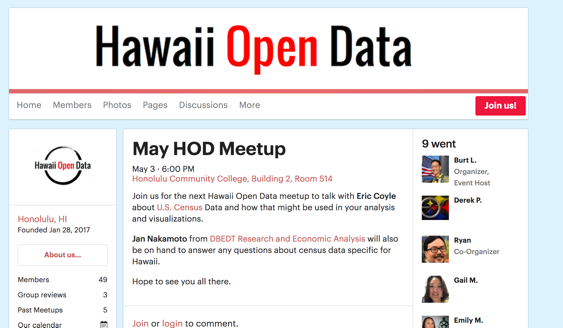 Hawaii Open Data
Home Members Photos Pages Discussions More Join us!
Hawaii Open Data
Honolulu, HI
Founded Jan 28, 2017
About us...
Members 49
Group reviews 3
Past Meetups 5
Our calendar
May HOD Meetup
May 3 · 6:00 PM
Honolulu Community College, Building 2, Room 514
Join us for the next Hawaii Open Data meetup to talk with Eric Coyle
about U.S. Census Data and how that might be used in your analysis
and visualizations.
Jan Nakamoto from DBEDT Research and Economic Analysis will also
be on hand to answer any questions about census data specific for
Hawaii.
Hope to see you all there.
Join or login to comment.
9 went
Burt L.
Organizer,
Event Host
Derek P.
Ryan
Co-Organizer
Gail M.
Emily M.